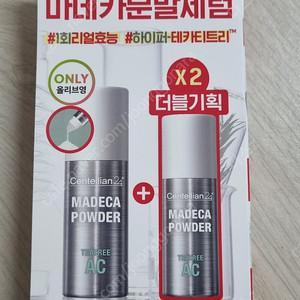 마데카분말세럼
#1회리얼효능 #하이퍼-테카티트리™
ONLY
올리브영
X2
더블기획
Centellian24
MADECA
POWDER
TEATREE
AC
+
Centellian24
MADECA
POWDER
TEATREE
AC